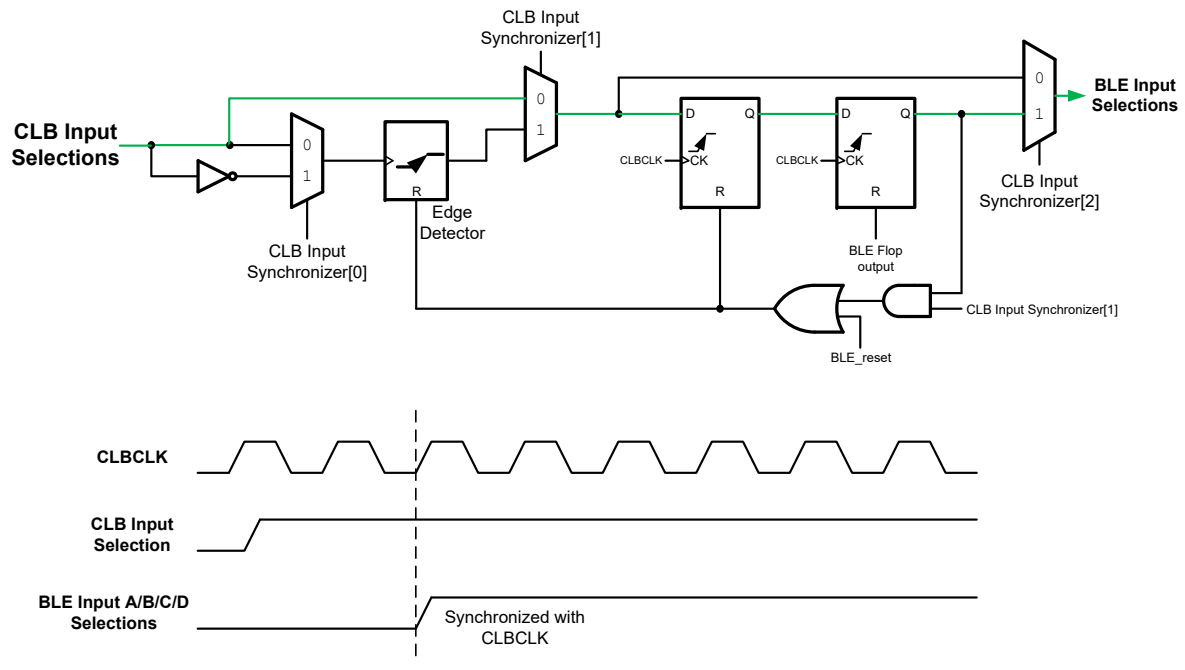 CLB Input
Synchronizer[1]
CLB Input
Selections
0
1
R
Edge
Detector
CLB Input
Synchronizer[0]
0
1
D
Q
CLBCLK
CK
R
D
Q
CLBCLK
CK
R
BLE Flop
output
0
1
BLE Input
Selections
CLB Input
Synchronizer[2]
CLB Input Synchronizer[1]
BLE_reset
CLBCLK
CLB Input
Selection
BLE Input A/B/C/D
Selections
Synchronized with
CLBCLK